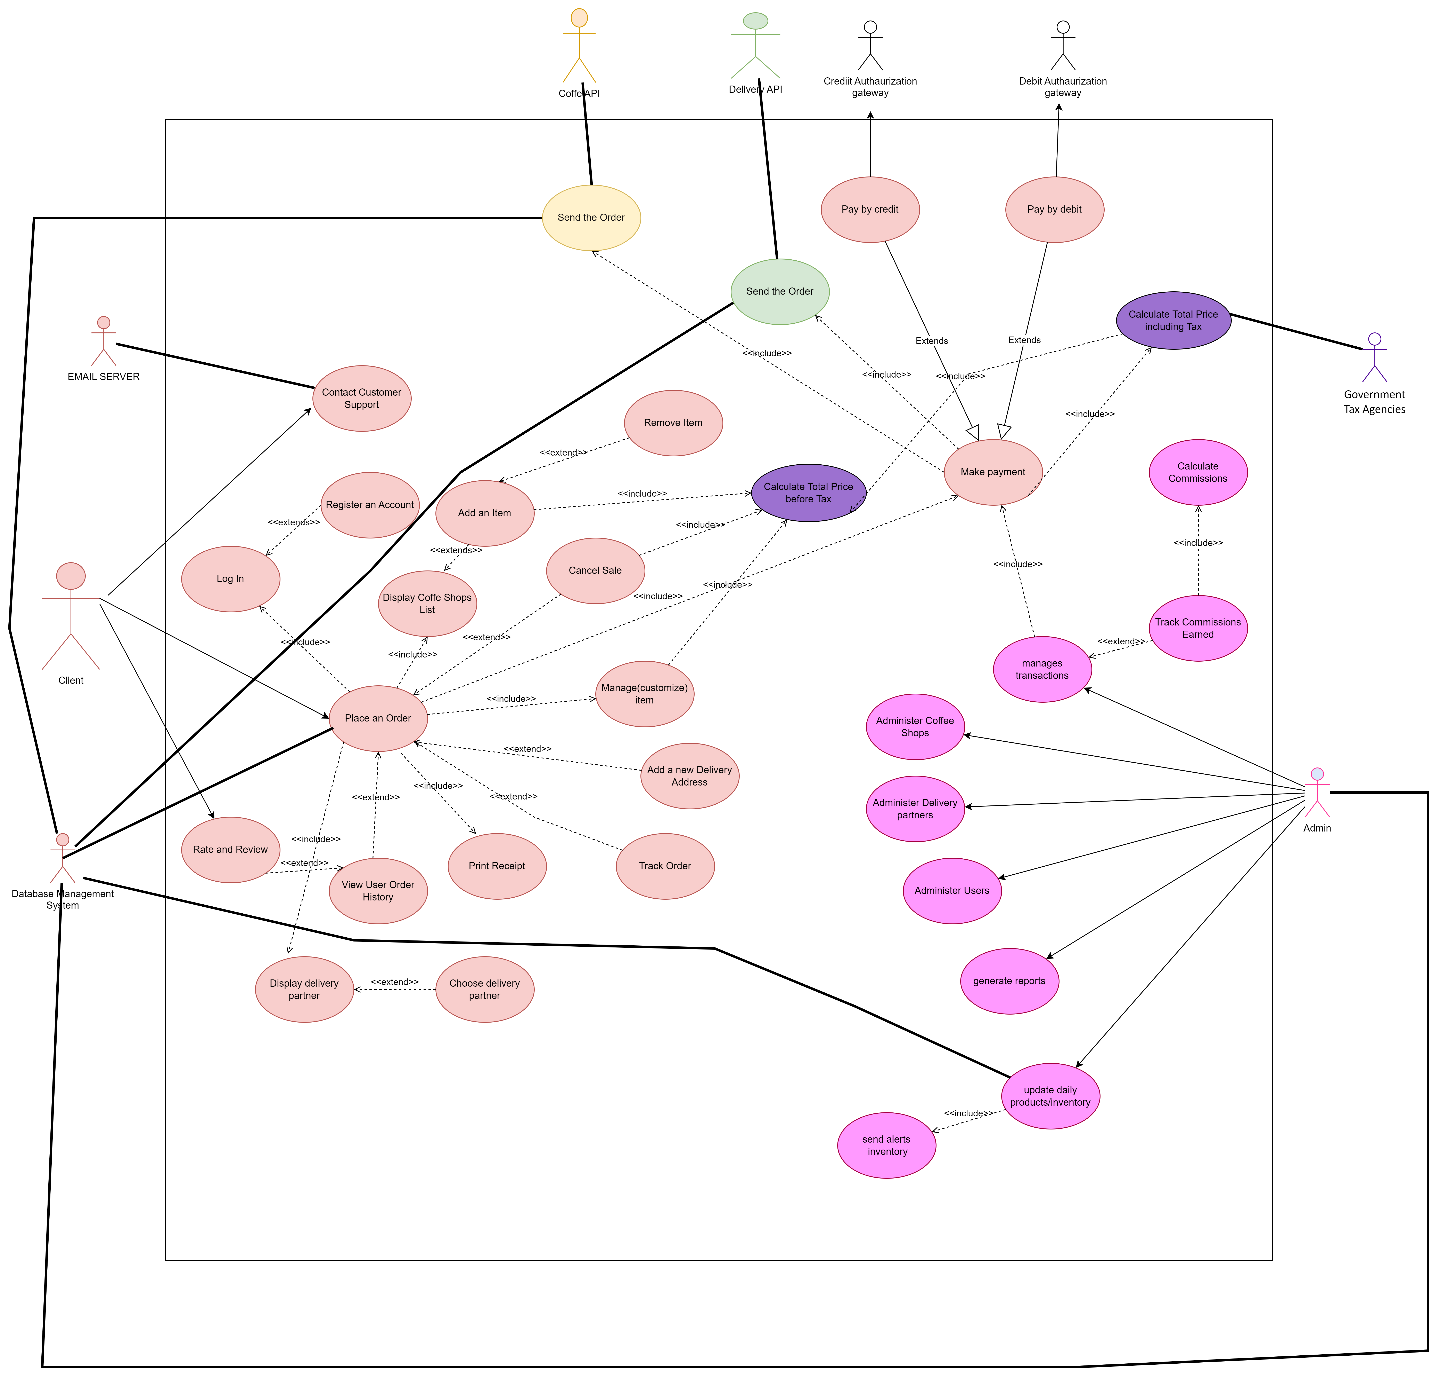 Coffe API
Dellvery API
Crediit Authaurization
gateway
Debit Authaurization
gateway
Send the Order
Pay by credit
Pay by debit
Send the Order
Calculate Total Price
including Tax
EMAIL SERVER
Extends
Extends
<<include>>
<<include>>
<<include>>
Government
Tax Agencies
Contact Customer
Support
<<include>>
Remove Item
<<extend>>
Make payment
Calculate
Commissions
Calculate Total Price
before Tax
<<include>>
Register an Account
Add an Item
<<extends>>
<<include>>
<<extends>>
<<include>>
Log In
Cancel Sale
<<include>>
<<include>>
<<include>>
Display Coffe Shops
List
Track Commissions
Earned
<<extend>>
<<include>>
<<extend>>
<<include>>
manages
transactions
Client
Manage(customize)
item
<<include>>
Place an Order
Administer Coffee
Shops
<<extend>>
Add a new Delivery
Address
<<include>>
<<extend>>
<<extend>>
Administer Delivery
partners
Admin
<<include>>
Rate and Review
<<extend>>
Print Receipt
Track Order
View User Order
History
Administer Users
Database Management
System
Display delivery
partner
<<extend>>
Choose delivery
partner
generate reports
update daily
products/inventory
<<include>>
send alerts
inventory